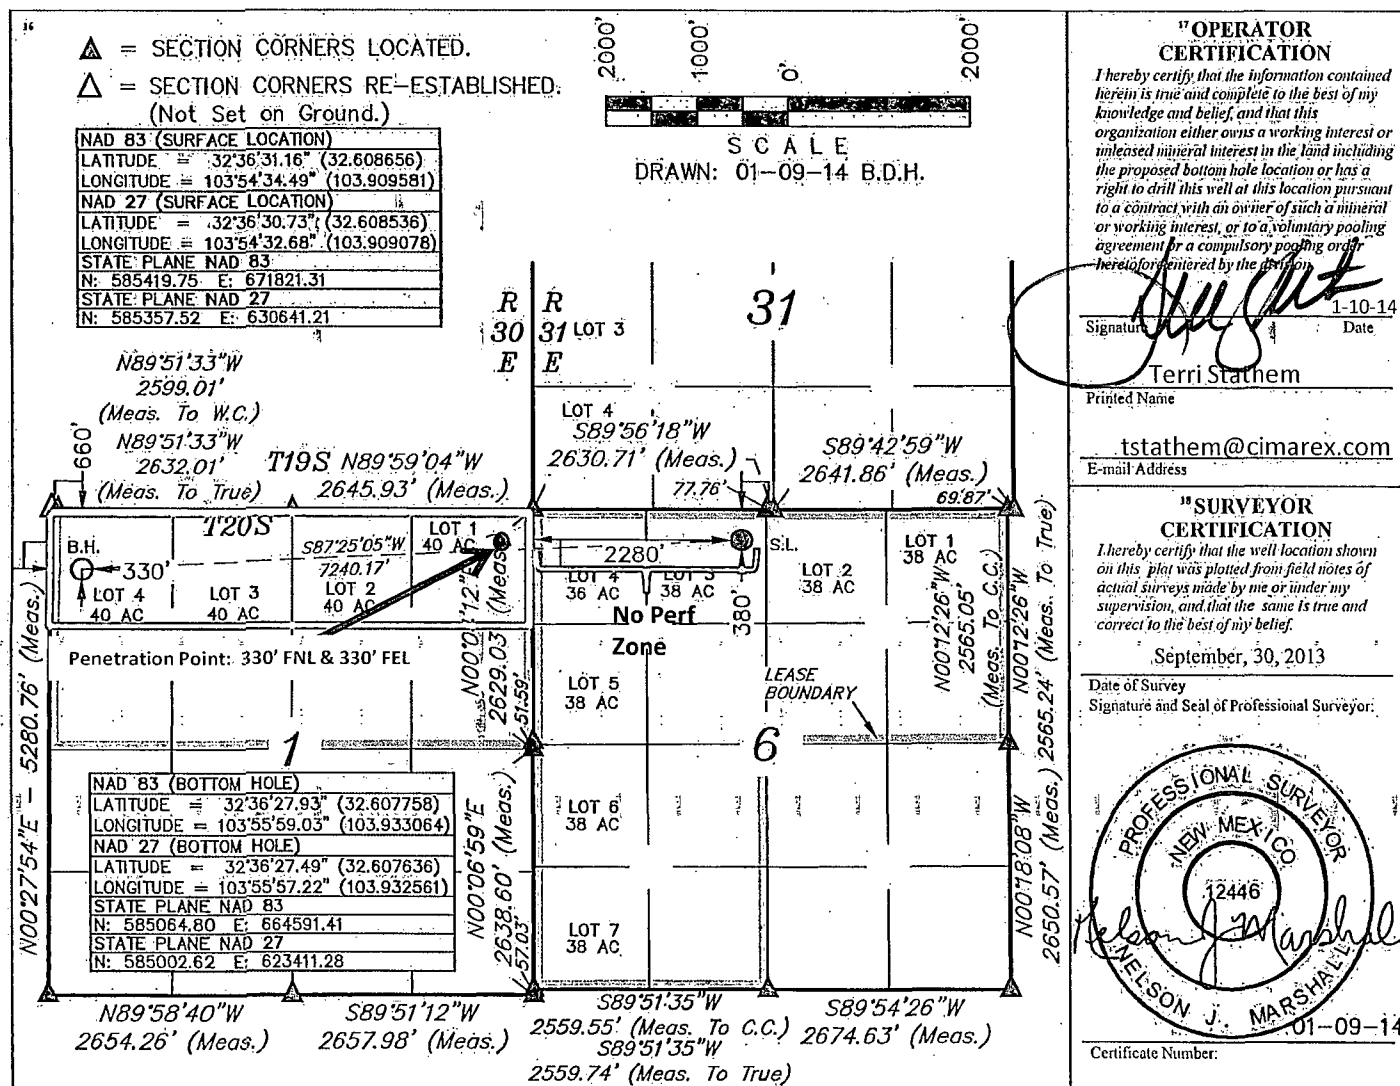 16
= SECTION CORNERS LOCATED.
= SECTION CORNERS RE-ESTABLISHED.
(Not Set on Ground.)
NAD 83 (SURFACE LOCATION)
LATITUDE = 32°36'31.16" (32.608656)
LONGITUDE = 103°54'34.49" (103.909581)
NAD 27 (SURFACE LOCATION)
LATITUDE = 32°36'30.73" (32.608536)
LONGITUDE = 103°54'32.68" (103.909078)
STATE PLANE NAD 83
N: 585419.75 E: 671821.31
STATE PLANE NAD 27
N: 585357.52 E: 630641.21
2000'
1000'
0'
2000'
SCALE
DRAWN: 01-09-14 B.D.H.
R R
30 31
E E
LOT 3
31
LOT 4
N89°51'33"W
2599.01'
(Meas. To W.C.)
N89°51'33"W
2632.01'
(Meas. To True)
660'
T19S
N89°59'04"W
2645.93' (Meas.)
S89°56'18"W
2630.71' (Meas.)
77.76'
S89°42'59"W
2641.86' (Meas.)
69.87'
T20S
B.H.
330'
S87°25'05"W
7240.17'
LOT 4
40 AC
LOT 3
40 AC
LOT 2
40 AC
LOT 1
40 AC
2280'
S.L.
380'
LOT 4
36 AC
LOT 3
38 AC
LOT 2
38 AC
LOT 1
38 AC
No Perf
Zone
Penetration Point: 330' FNL & 330' FEL
2629.03' (Meas.)
51.59'
LOT 5
38 AC
LEASE
BOUNDARY
N00°12'26"W
2565.05'
(Meas. To C.C.)
N00°12'26"W
2565.24' (Meas. To True)
N00°27'54"E - 5280.76' (Meas.)
1
6
NAD 83 (BOTTOM HOLE)
LATITUDE = 32°36'27.93" (32.607758)
LONGITUDE = 103°55'59.03" (103.933064)
NAD 27 (BOTTOM HOLE)
LATITUDE = 32°36'27.49" (32.607636)
LONGITUDE = 103°55'57.22" (103.932561)
STATE PLANE NAD 83
N: 585064.80 E: 664591.41
STATE PLANE NAD 27
N: 585002.62 E: 623411.28
N00°06'59"E
2638.60' (Meas.)
57.03'
LOT 6
38 AC
LOT 7
38 AC
N00°18'08"W
2650.57' (Meas.)
N89°58'40"W
2654.26' (Meas.)
S89°51'12"W
2657.98' (Meas.)
S89°51'35"W
2559.55' (Meas. To C.C.)
S89°51'35"W
2559.74' (Meas. To True)
S89°54'26"W
2674.63' (Meas.)
17 OPERATOR
CERTIFICATION
I hereby certify that the information contained
herein is true and complete to the best of my
knowledge and belief, and that this
organization either owns a working interest or
unleased mineral interest in the land including
the proposed bottom hole location or has a
right to drill this well at this location pursuant
to a contract with an owner of such a mineral
or working interest, or to a voluntary pooling
agreement or a compulsory pooling order
heretofore entered by the division.
1-10-14
Signature Date
Terri Stathem
Printed Name
tstathem@cimarex.com
E-mail Address
18 SURVEYOR
CERTIFICATION
I hereby certify that the well location shown
on this plat was plotted from field notes of
actual surveys made by me or under my
supervision, and that the same is true and
correct to the best of my belief.
September, 30, 2013
Date of Survey
Signature and Seal of Professional Surveyor:
PROFESSIONAL SURVEYOR
NEW MEXICO
12446
Nelson J. Marshall
NELSON J. MARSHALL
01-09-14
Certificate Number: